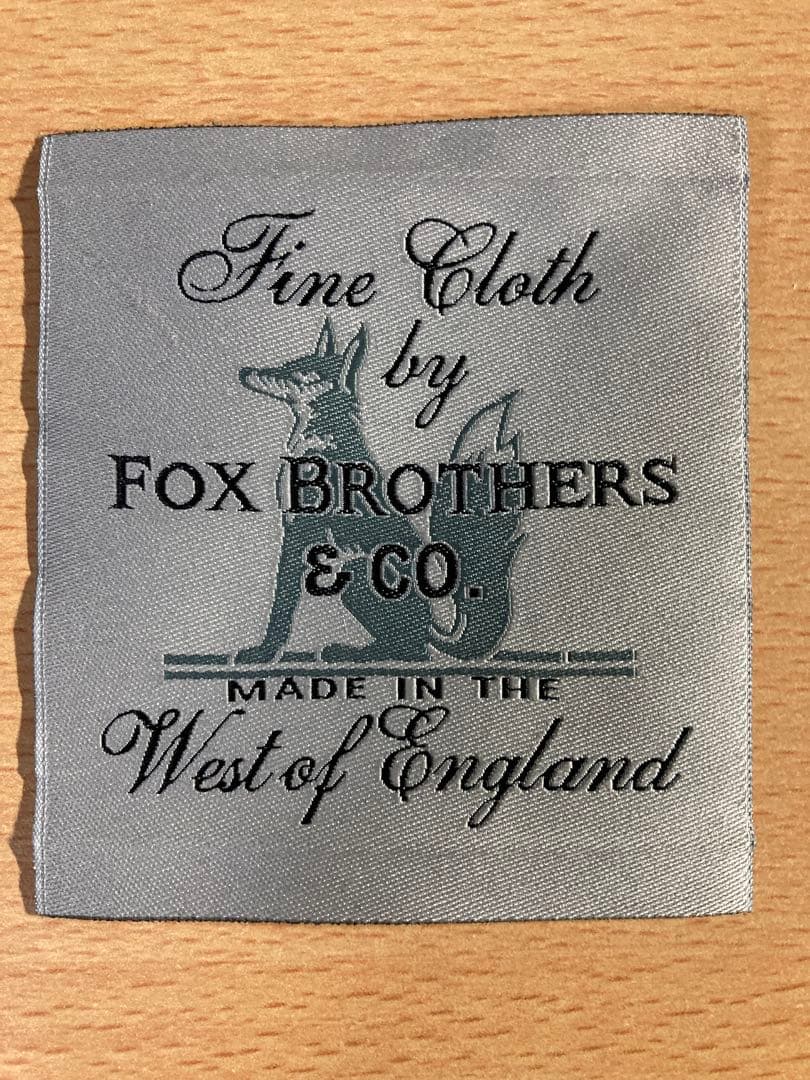 Fine Cloth
by
FOX BROTHERS
& CO.
MADE IN THE
West of England